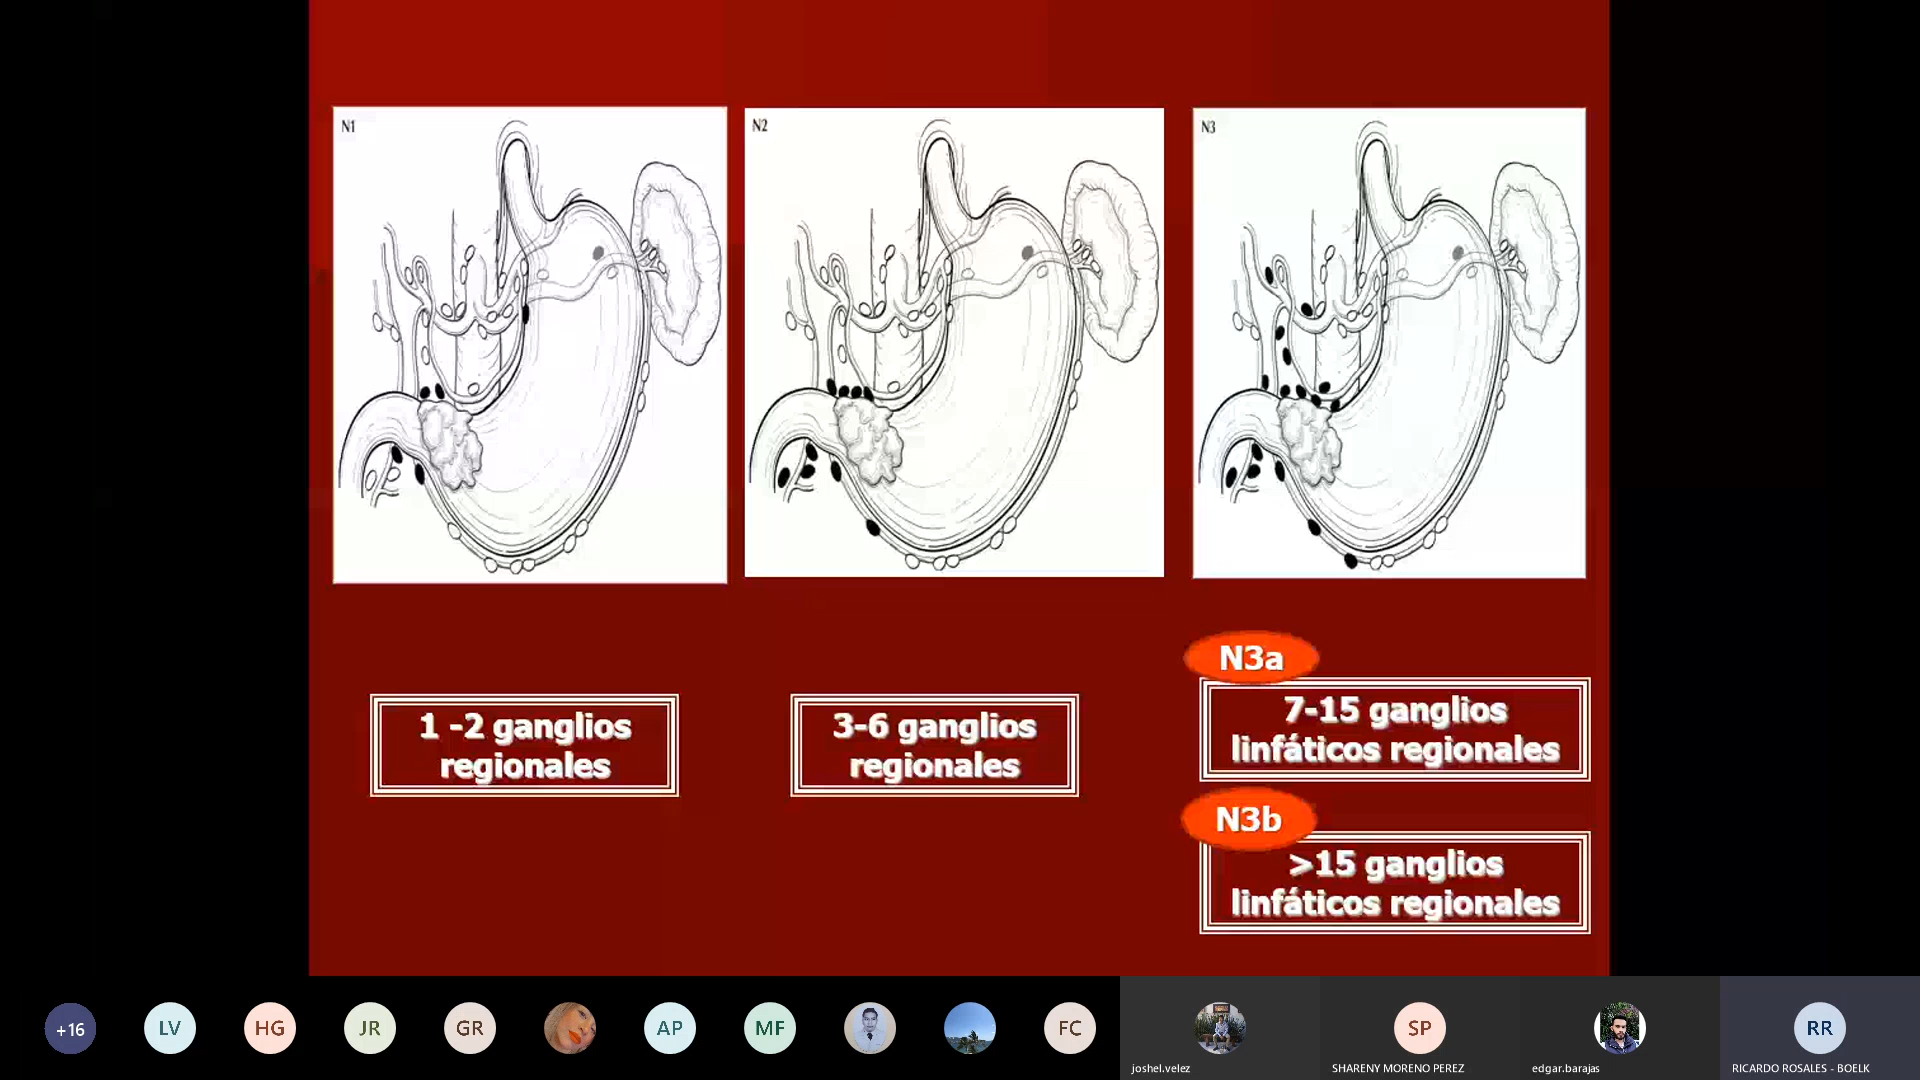 N1
N2
N3
1 -2 ganglios
regionales
3-6 ganglios
regionales
N3a
7-15 ganglios
linfáticos regionales
N3b
>15 ganglios
linfáticos regionales
+16
LV
HG
JR
GR
AP
MF
FC
joshel.velez
SP
SHARENY MORENO PEREZ
edgar.barajas
RR
RICARDO ROSALES - BOELK